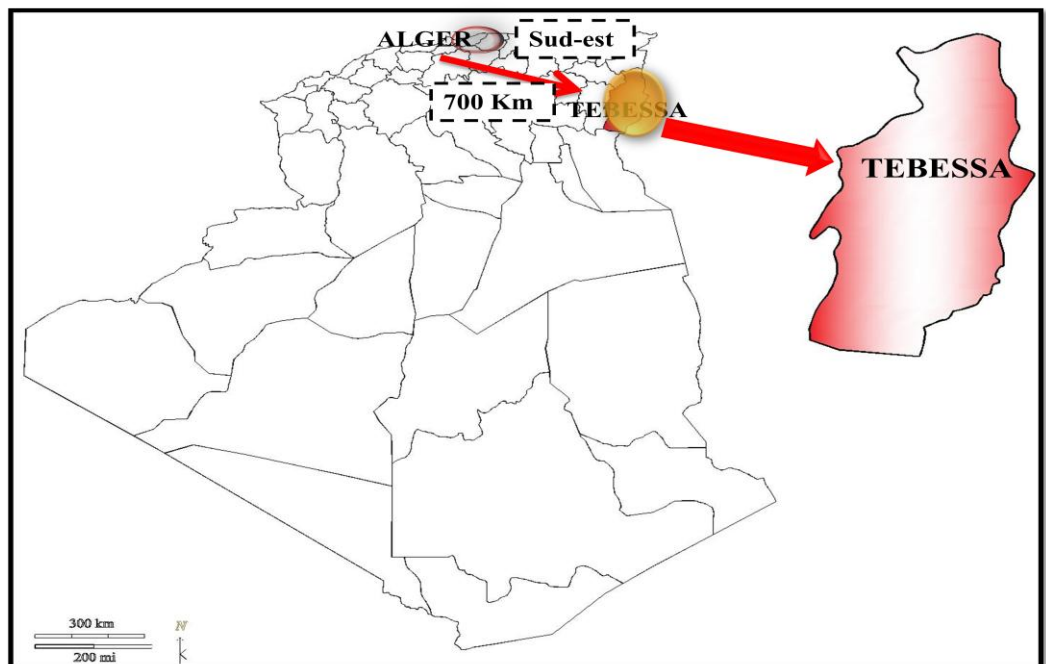 ALGER
Sud-est
700 Km
TEBESSA
TEBESSA
300 km
200 mi
N